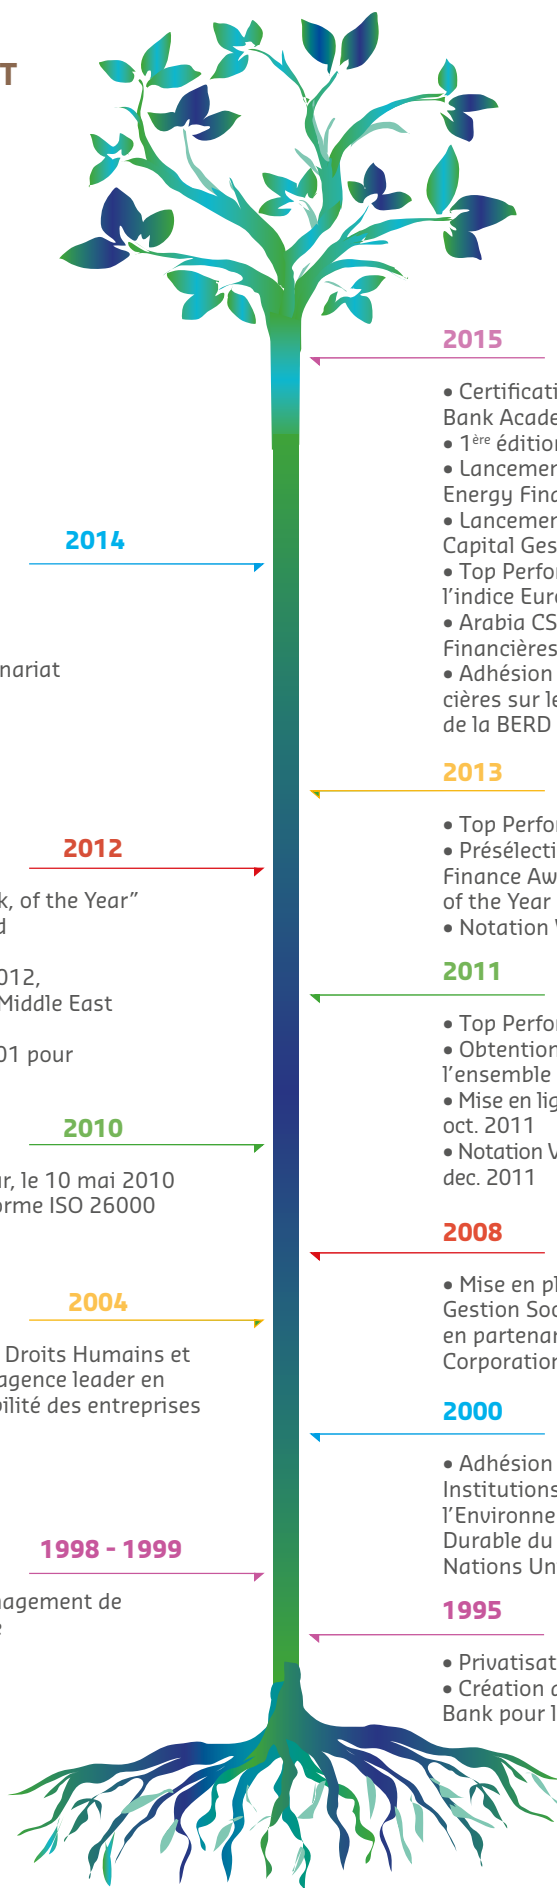 T
2015
• Certificati
Bank Acade
• 1ère édition
• Lancemen
Energy Fina
• Lancemer
Capital Ges
• Top Perfor
l’indice Euro
• Arabia CS
Financières
• Adhésion
cières sur le
de la BERD
2014
nariat
2013
• Top Perfor
• Présélecti
Finance Aw
of the Year
• Notation V
2012
k, of the Year”
d
012,
Middle East
01 pour
2011
• Top Perfor
• Obtention
l’ensemble
• Mise en lig
oct. 2011
• Notation V
dec. 2011
2010
ur, le 10 mai 2010
orme ISO 26000
2008
• Mise en pl
Gestion Soc
en partenar
Corporation
2004
Droits Humains et
agence leader en
bilité des entreprises
2000
• Adhésion
Institutions
l’Environne
Durable du
Nations Un
1998 - 1999
nagement de
e
1995
• Privatisat
• Création d
Bank pour l